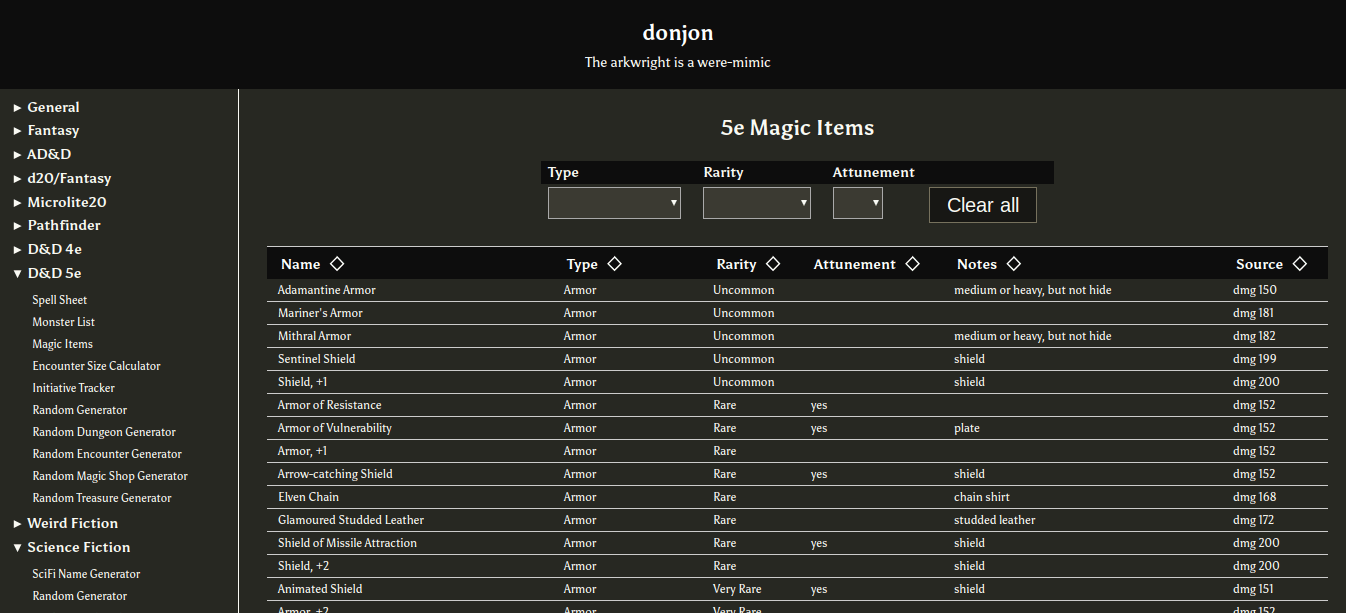 donjon
The arkwright is a were-mimic
General
Fantasy
AD&D
d20/Fantasy
Microlite20
Pathfinder
D&D 4e
D&D 5e
Spell Sheet
Monster List
Magic Items
Encounter Size Calculator
Initiative Tracker
Random Generator
Random Dungeon Generator
Random Encounter Generator
Random Magic Shop Generator
Random Treasure Generator
Weird Fiction
Science Fiction
SciFi Name Generator
Random Generator
5e Magic Items
Type Rarity Attunement
Clear all
Name Type Rarity Attunement Notes Source
Adamantine Armor Armor Uncommon medium or heavy, but not hide dmg 150
Mariner's Armor Armor Uncommon dmg 181
Mithral Armor Armor Uncommon medium or heavy, but not hide dmg 182
Sentinel Shield Armor Uncommon shield dmg 199
Shield, +1 Armor Uncommon shield dmg 200
Armor of Resistance Armor Rare yes dmg 152
Armor of Vulnerability Armor Rare yes plate dmg 152
Armor, +1 Armor Rare dmg 152
Arrow-catching Shield Armor Rare yes shield dmg 152
Elven Chain Armor Rare chain shirt dmg 168
Glamoured Studded Leather Armor Rare studded leather dmg 172
Shield of Missile Attraction Armor Rare yes shield dmg 200
Shield, +2 Armor Rare shield dmg 200
Animated Shield Armor Very Rare yes shield dmg 151
Armor, +2 Armor Very Rare dmg 152